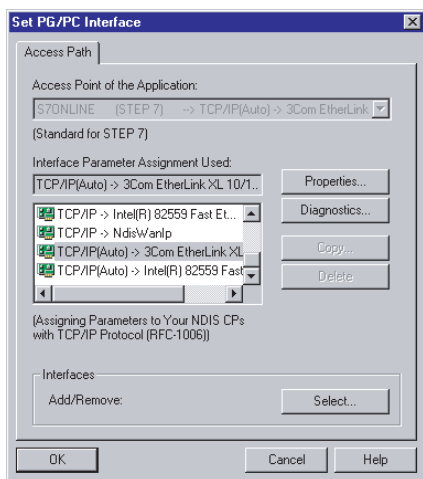 Set PG/PC Interface
Access Path
Access Point of the Application:
S7ONLINE (STEP 7) --> TCP/IP(Auto) -> 3Com EtherLink
(Standard for STEP 7)
Interface Parameter Assignment Used:
TCP/IP(Auto) -> 3Com EtherLink XL 10/1..
Properties...
TCP/IP -> Intel(R) 82559 Fast Et...
Diagnostics...
TCP/IP -> NdisWanIp
TCP/IP(Auto) -> 3Com EtherLink XL
Copy...
TCP/IP(Auto) -> Intel(R) 82559 Fast
Delete
(Assigning Parameters to Your NDIS CPs
with TCP/IP Protocol (RFC-1006))
Interfaces
Add/Remove:
Select...
OK
Cancel
Help